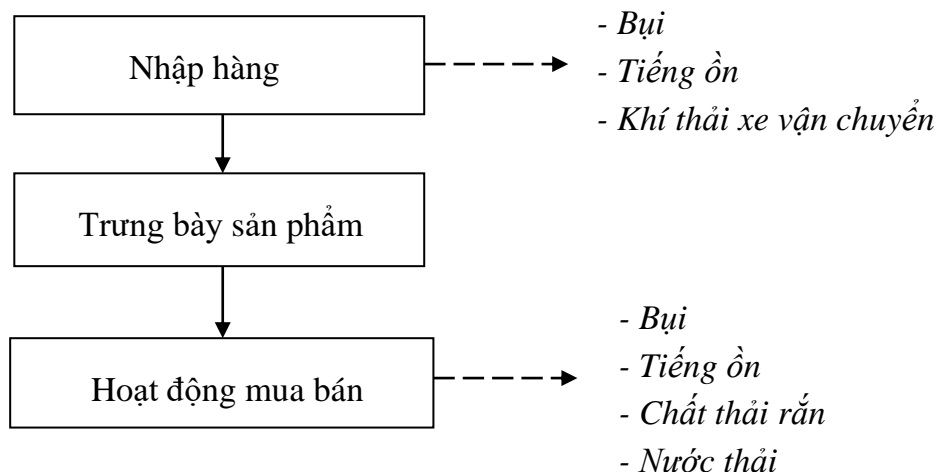 Nhập hàng
- Bụi
- Tiếng ồn
- Khí thải xe vận chuyển
Trưng bày sản phẩm
Hoạt động mua bán
- Bụi
- Tiếng ồn
- Chất thải rắn
- Nước thải